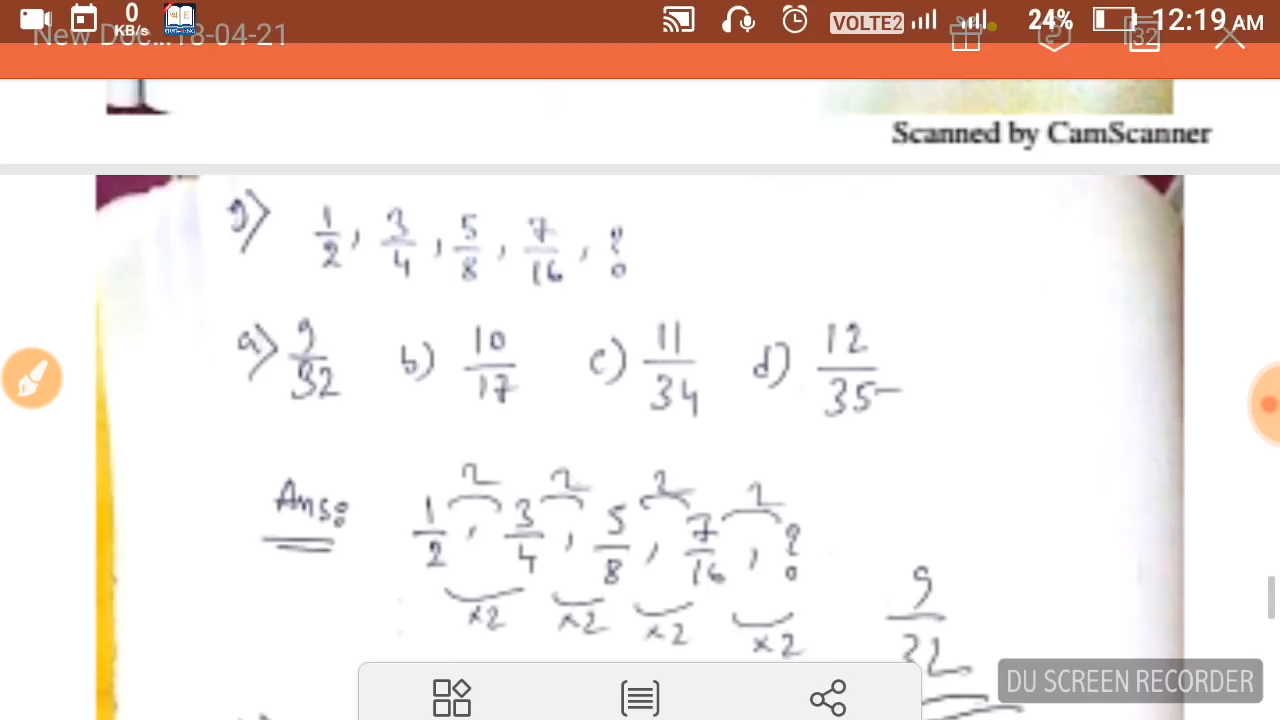 0 KB/s VOLTE2 24% 12:19 AM
New Doc...18-04-21 32
Scanned by CamScanner
9) 1/2, 3/4, 5/8, 7/16, ?
a) 9/32 b) 10/17 c) 11/34 d) 12/35
2 2 2 2
Ans: 1/2, 3/4, 5/8, 7/16, ?
×2 ×2 ×2 ×2
9/32
DU SCREEN RECORDER